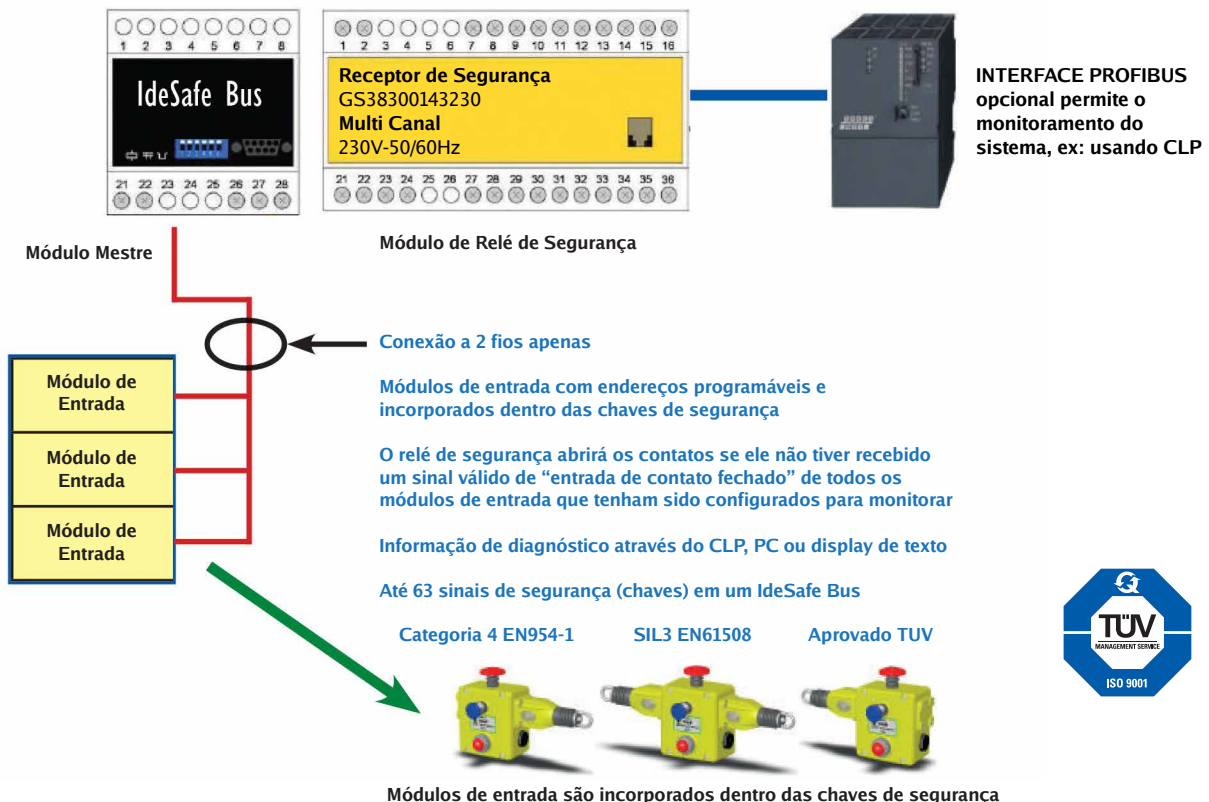 1 2 3 4 5 6 7 8
IdeSafe Bus
1 2 3 4 5 6
21 22 23 24 25 26 27 28
1 2 3 4 5 6 7 8 9 10 11 12 13 14 15 16
Receptor de Segurança
GS38300143230
Multi Canal
230V-50/60Hz
21 22 23 24 25 26 27 28 29 30 31 32 33 34 35 36
INTERFACE PROFIBUS
opcional permite o
monitoramento do
sistema, ex: usando CLP
Módulo Mestre
Módulo de Relé de Segurança
Conexão a 2 fios apenas
Módulo de
Entrada
Módulo de
Entrada
Módulo de
Entrada
Módulos de entrada com endereços programáveis e
incorporados dentro das chaves de segurança
O relé de segurança abrirá os contatos se ele não tiver recebido
um sinal válido de “entrada de contato fechado” de todos os
módulos de entrada que tenham sido configurados para monitorar
Informação de diagnóstico através do CLP, PC ou display de texto
Até 63 sinais de segurança (chaves) em um IdeSafe Bus
Categoria 4 EN954-1
SIL3 EN61508
Aprovado TUV
TÜV
MANAGEMENT SERVICE
ISO 9001
Módulos de entrada são incorporados dentro das chaves de segurança